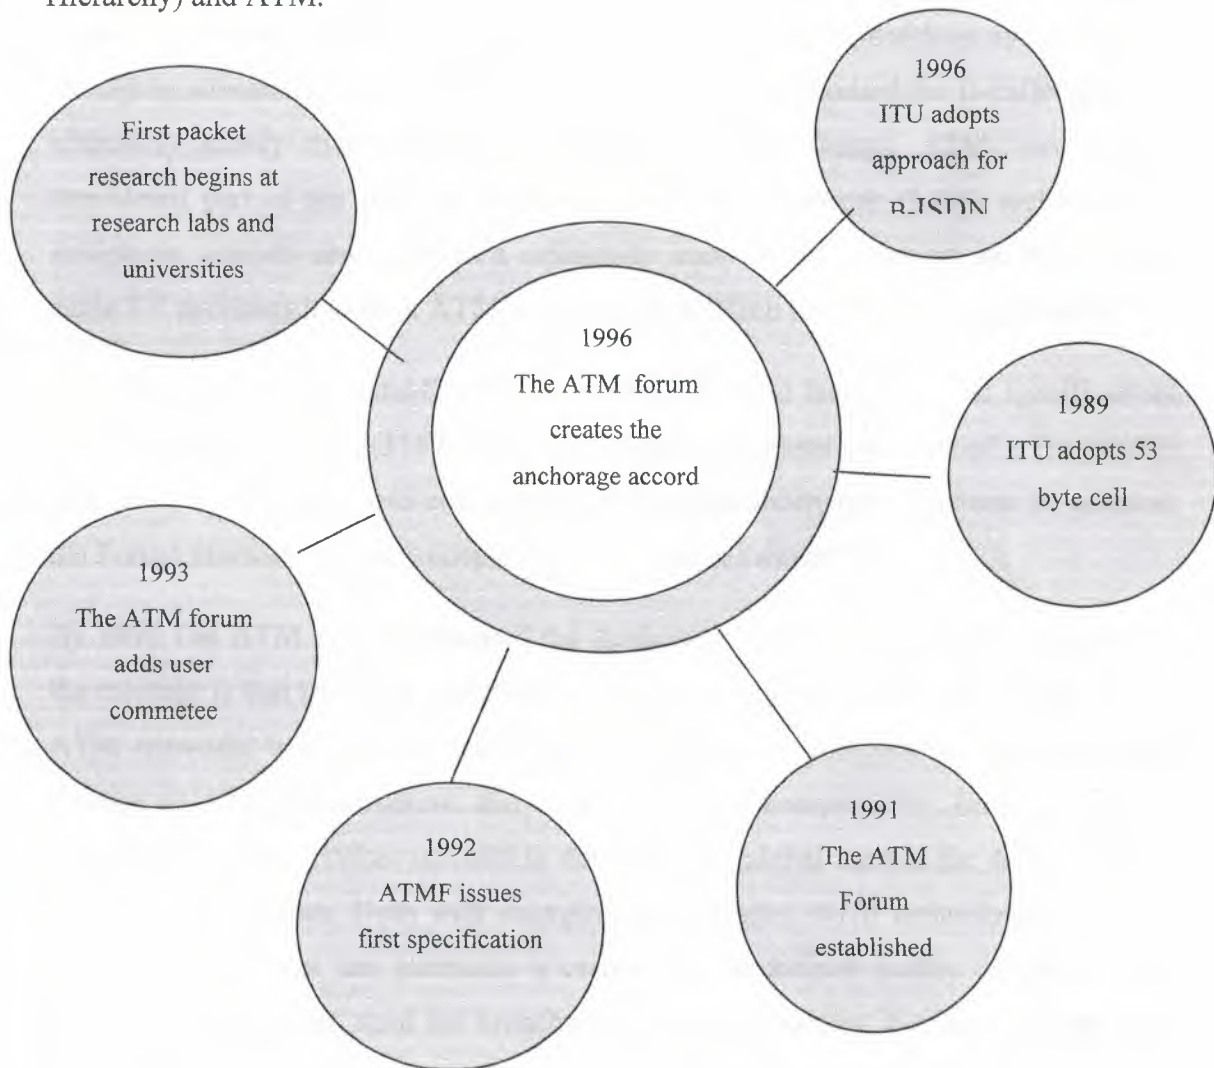 Hierarchy) and ATM.
First packet
research begins at
research labs and
universities
1996
ITU adopts
approach for
B-ISDN
1996
The ATM forum
creates the
anchorage accord
1989
ITU adopts 53
byte cell
1993
The ATM forum
adds user
commetee
1992
ATMF issues
first specification
1991
The ATM
Forum
established